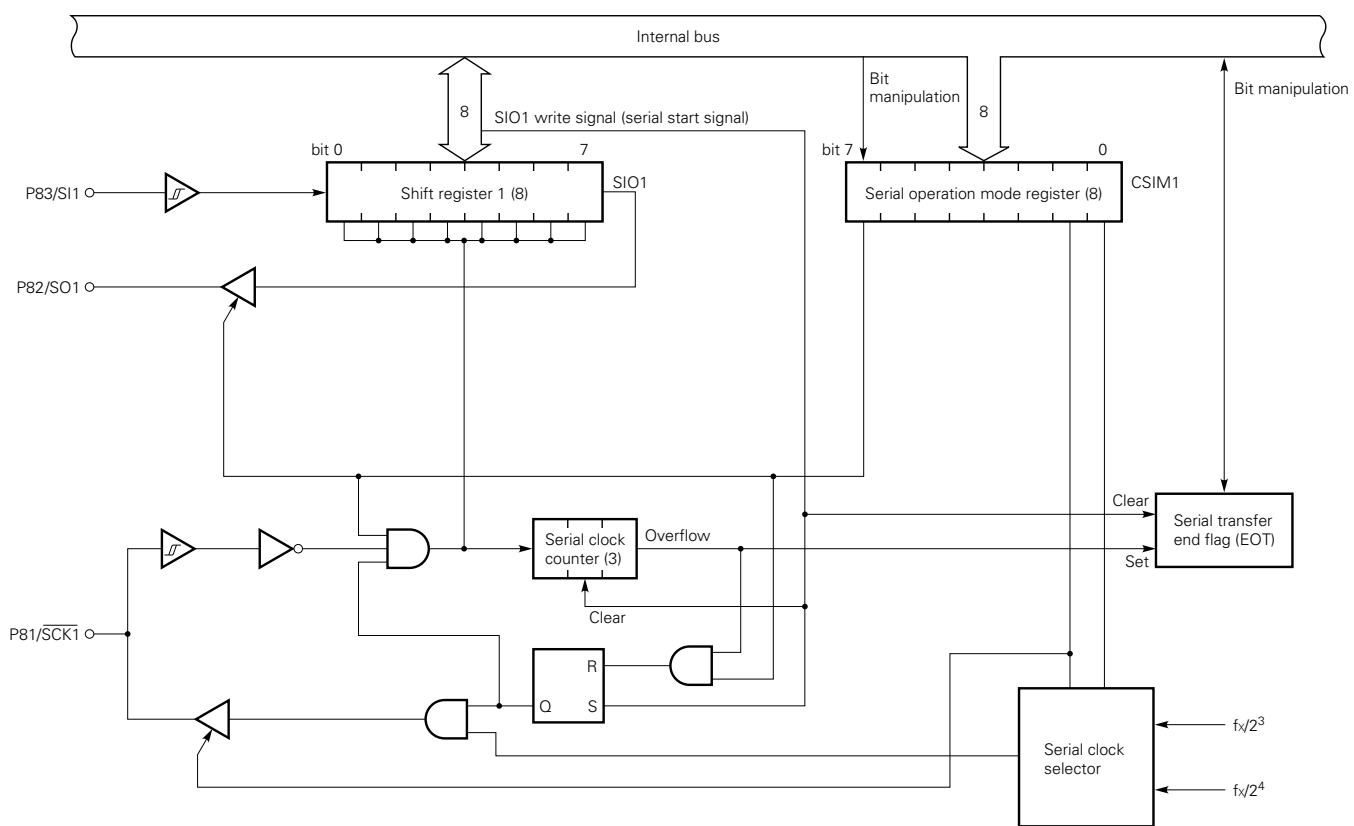 Internal bus
Bit
manipulation
Bit manipulation
8
8
SIO1 write signal (serial start signal)
bit 0
7
bit 7
0
P83/SI1
Shift register 1 (8)
SIO1
Serial operation mode register (8)
CSIM1
P82/SO1
Clear
Serial transfer
end flag (EOT)
Set
Serial clock
counter (3)
Overflow
Clear
P81/S̅C̅K̅1̅
R
Q
S
Serial clock
selector
fx/2³
fx/2⁴